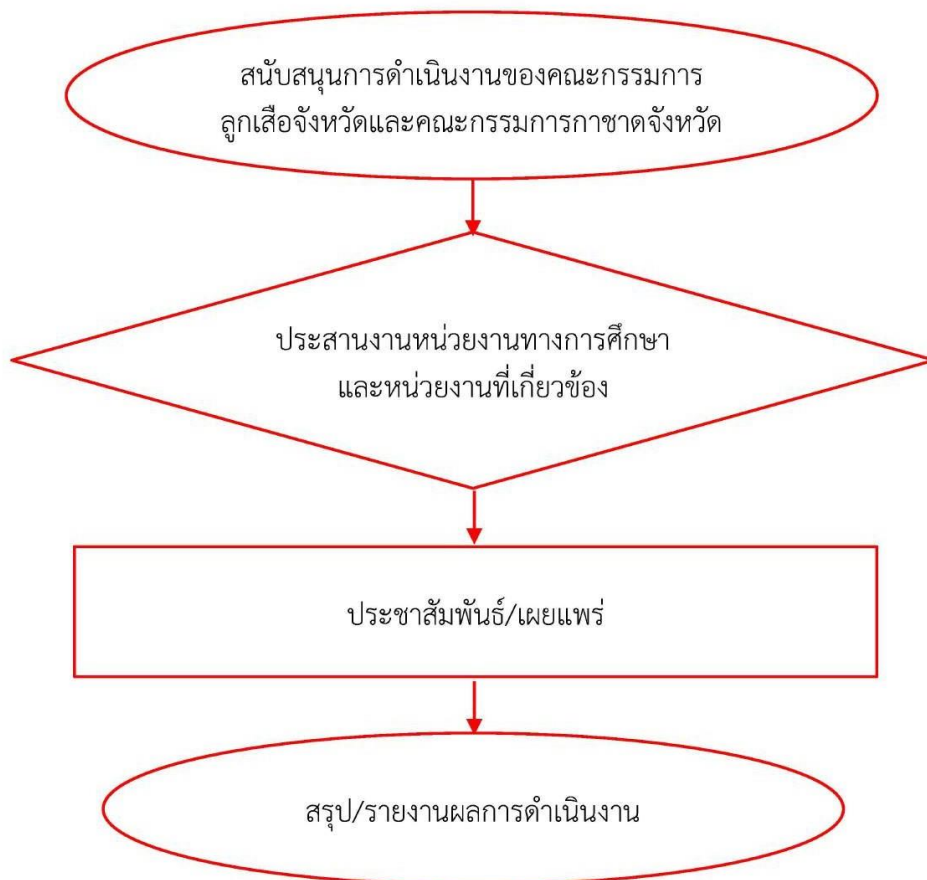 สนับสนุนการดำเนินงานของคณะกรรมการ
ลูกเสือจังหวัดและคณะกรรมการกาชาดจังหวัด
ประสานงานหน่วยงานทางการศึกษา
และหน่วยงานที่เกี่ยวข้อง
ประชาสัมพันธ์/เผยแพร่
สรุป/รายงานผลการดำเนินงาน